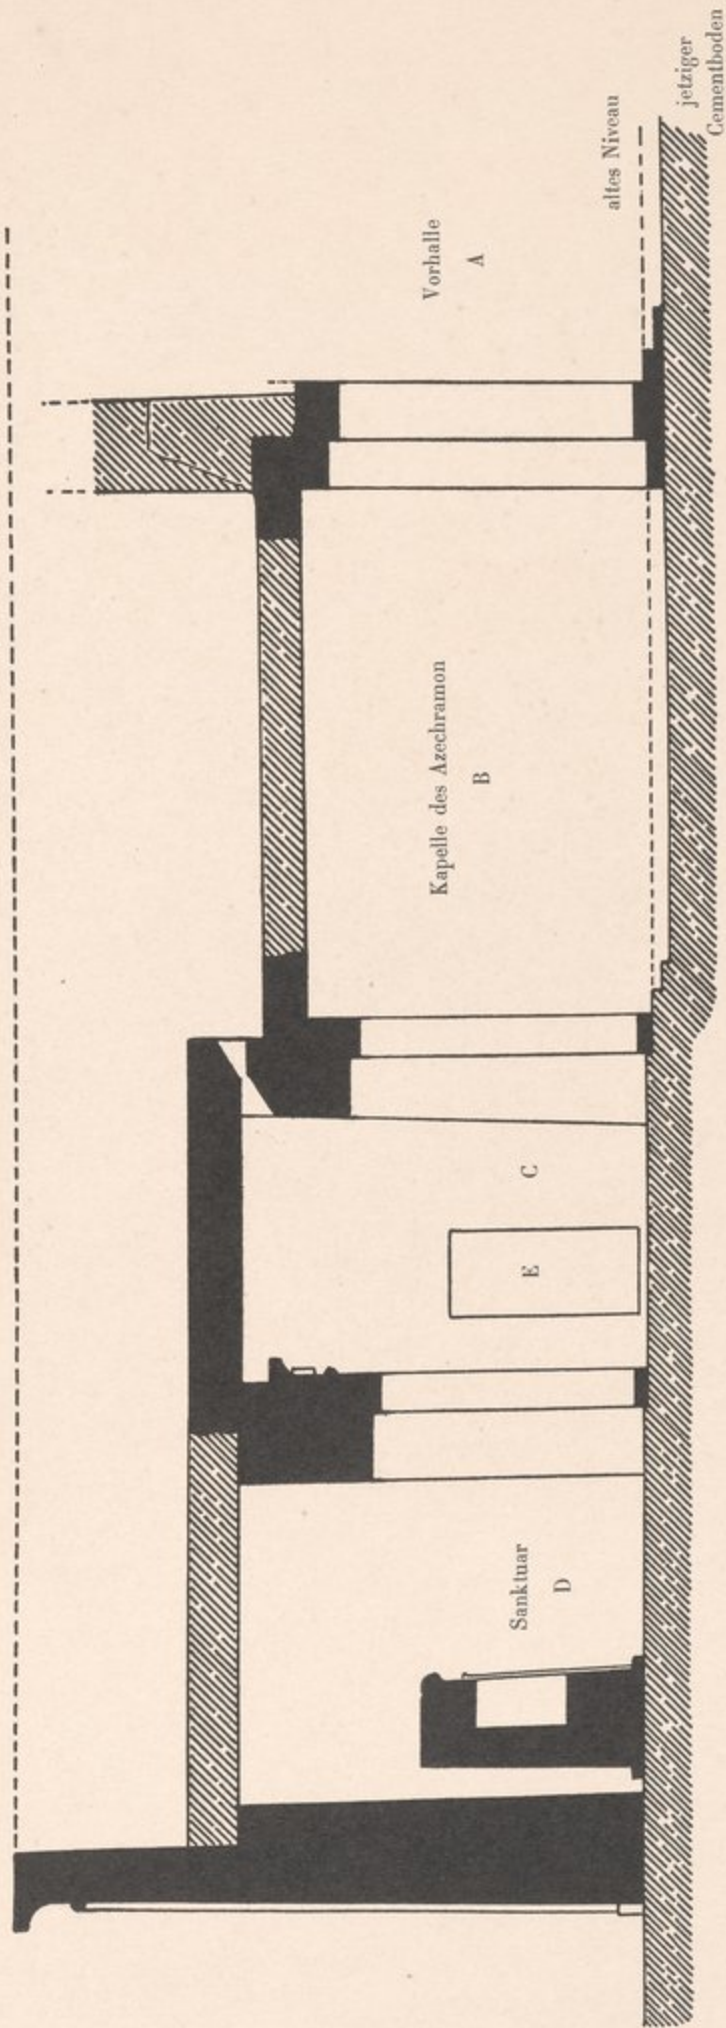 Sanktuar
D
E
C
Kapelle des Azechramon
B
Vorhalle
A
altes Niveau
jetziger
Cementboden